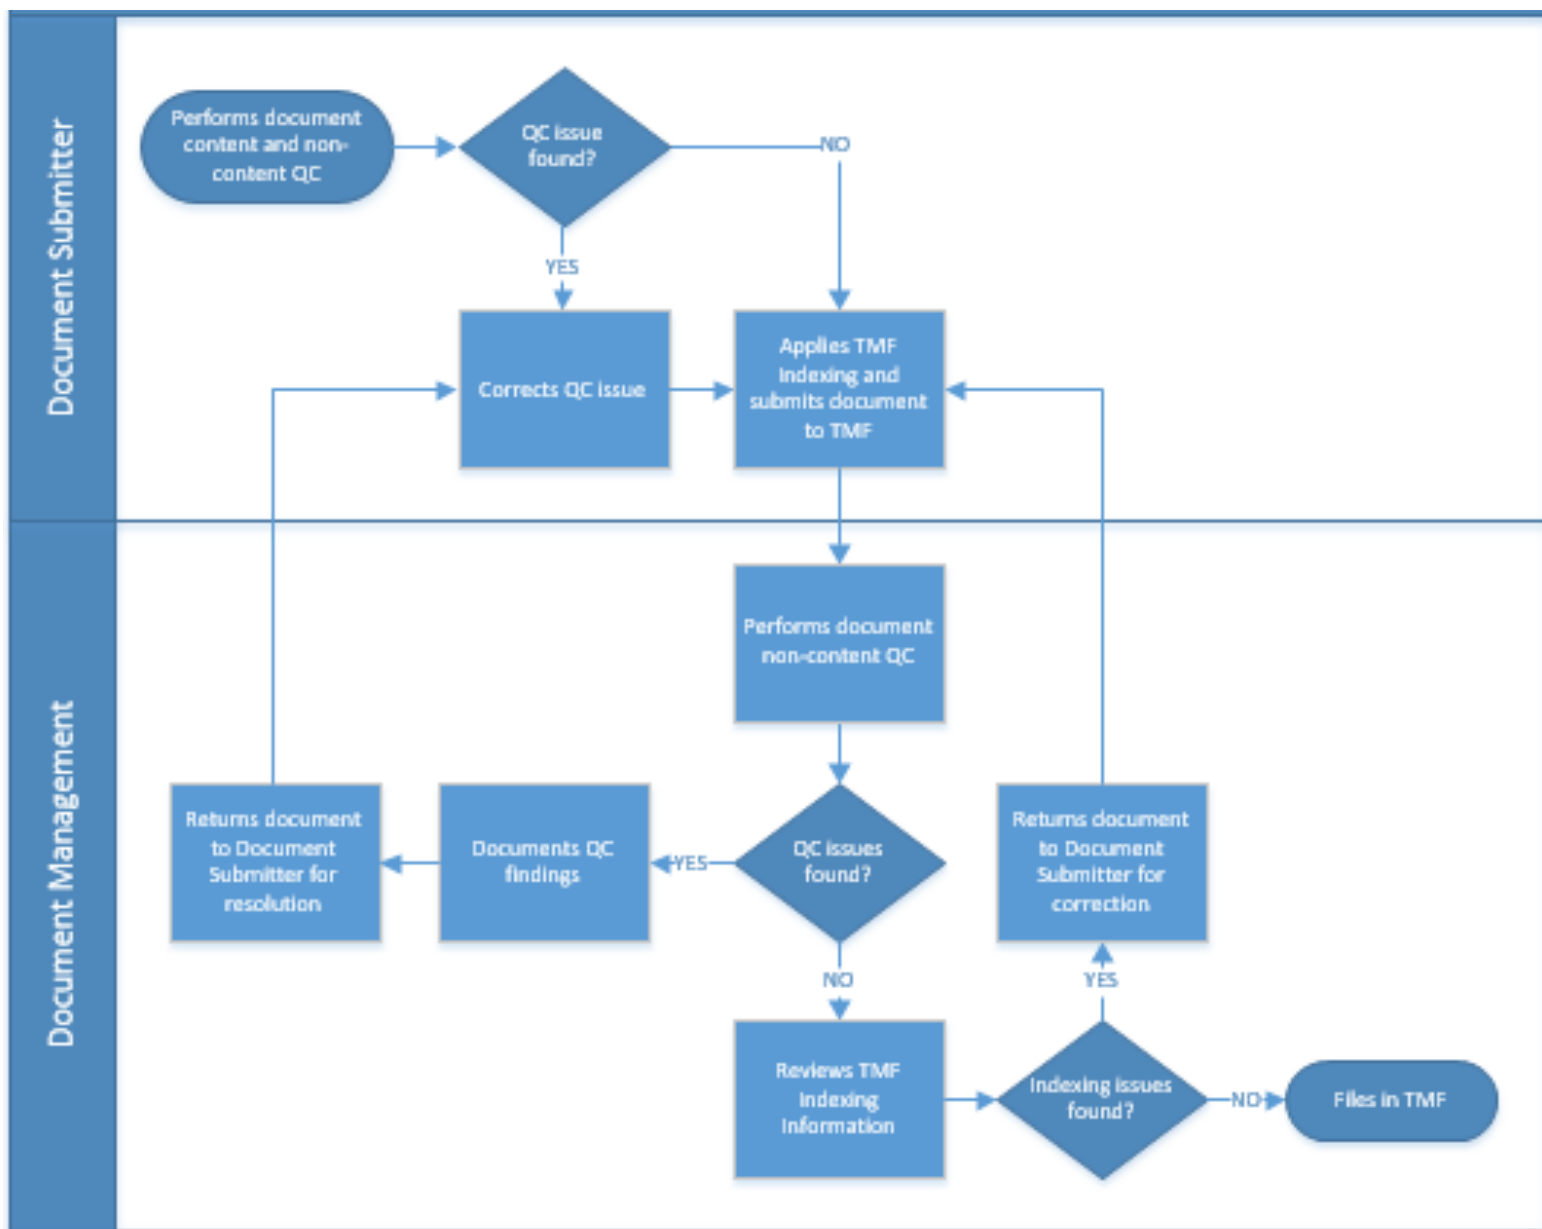 Document Submitter
Performs document
content and non-
content QC
QC issue
found?
NO
YES
Corrects QC issue
Applies TMF
Indexing and
submits document
to TMF
Document Management
Performs document
non-content QC
Returns document
to Document
Submitter for
resolution
Documents QC
findings
YES
QC issues
found?
Returns document
to Document
Submitter for
correction
NO
YES
Reviews TMF
Indexing
Information
Indexing issues
found?
NO
Files in TMF